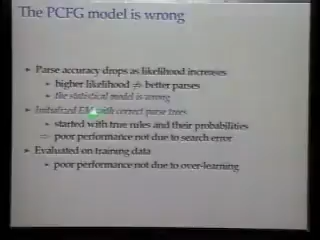 The PCFG model is wrong
Parse accuracy drops as likelihood increases
higher likelihood ≠ better parses
the statistical model is wrong
Initialized EM with correct parse trees
started with true rules and their probabilities
⇒ poor performance not due to search error
Evaluated on training data
poor performance not due to over-learning